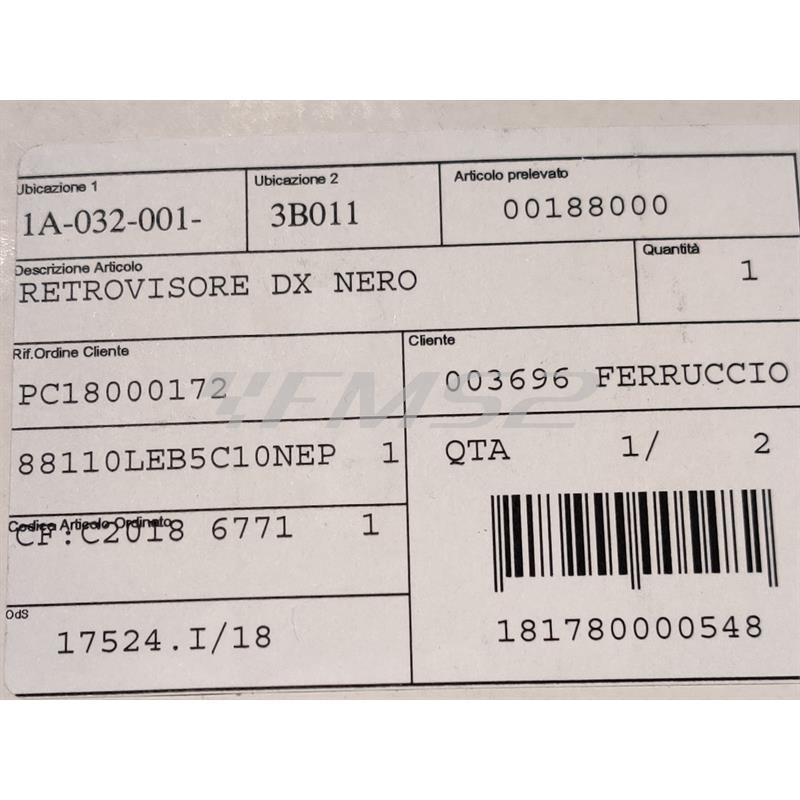 Ubicazione 1
Ubicazione 2
Articolo prelevato
1A-032-001-
3B011
00188000
Descrizione Articolo
Quantità
RETROVISORE DX NERO
1
Rif.Ordine Cliente
Cliente
PC18000172
003696 FERRUCCIO
FMS2
88110LEB5C10NEP 1
QTA 1/ 2
Codice Articolo Ordinato
CF:C2018 6771 1
OdS
17524.I/18
181780000548